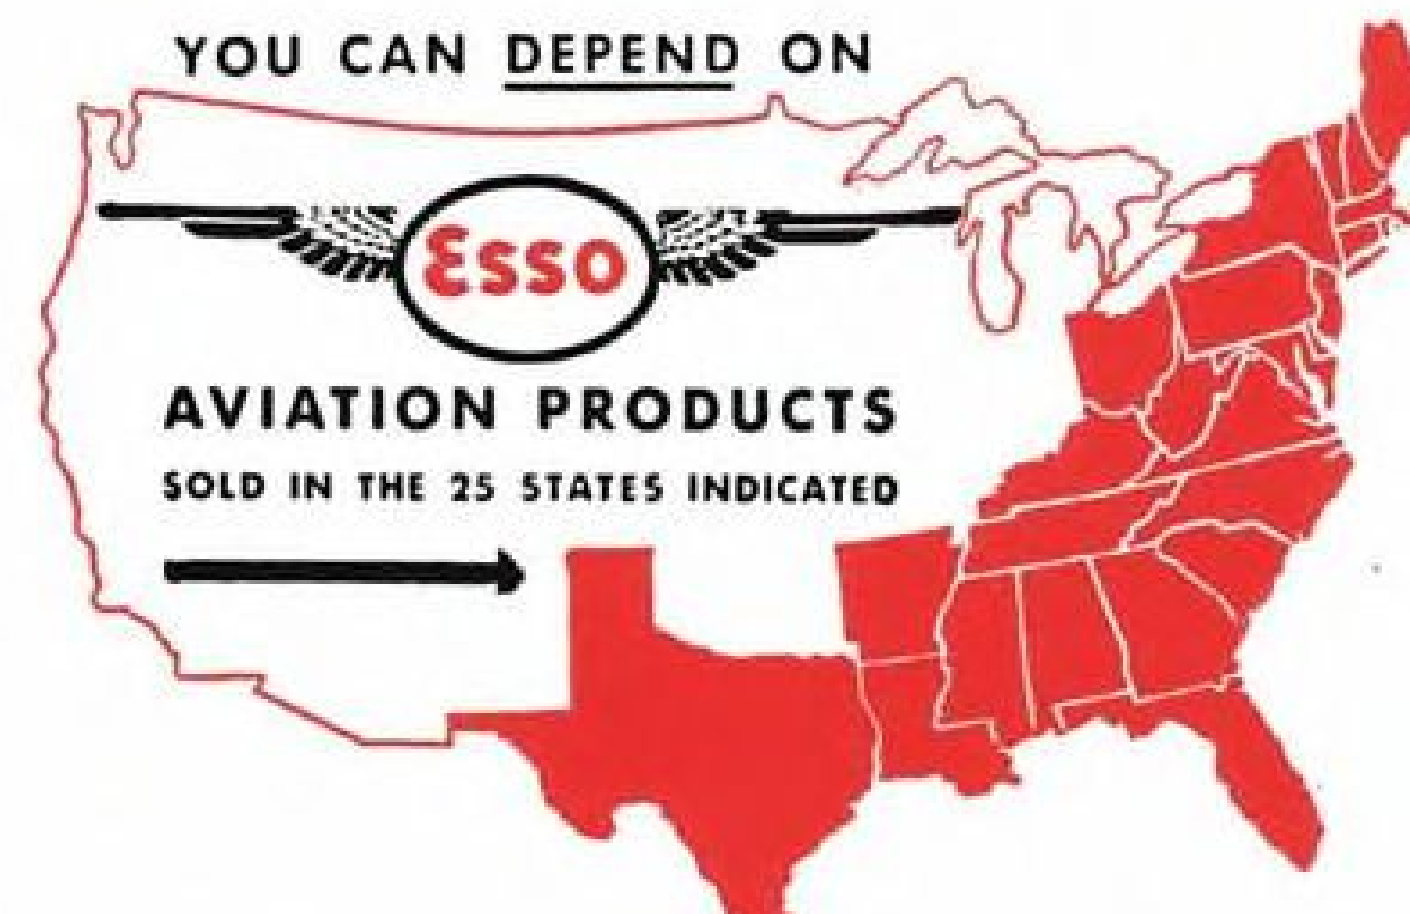 YOU CAN DEPEND ON
Esso
AVIATION PRODUCTS
SOLD IN THE 25 STATES INDICATED